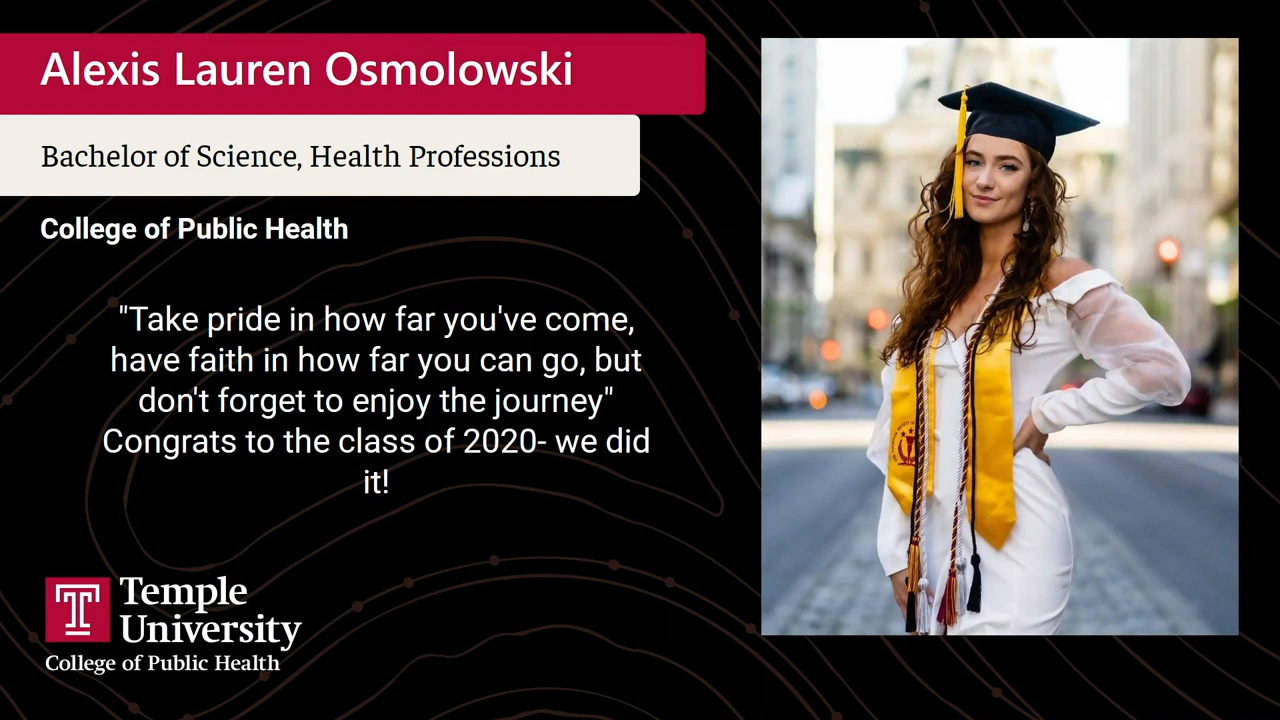 Alexis Lauren Osmolowski
Bachelor of Science, Health Professions
College of Public Health
"Take pride in how far you've come,
have faith in how far you can go, but
don't forget to enjoy the journey"
Congrats to the class of 2020- we did
it!
T
Temple
University
College of Public Health